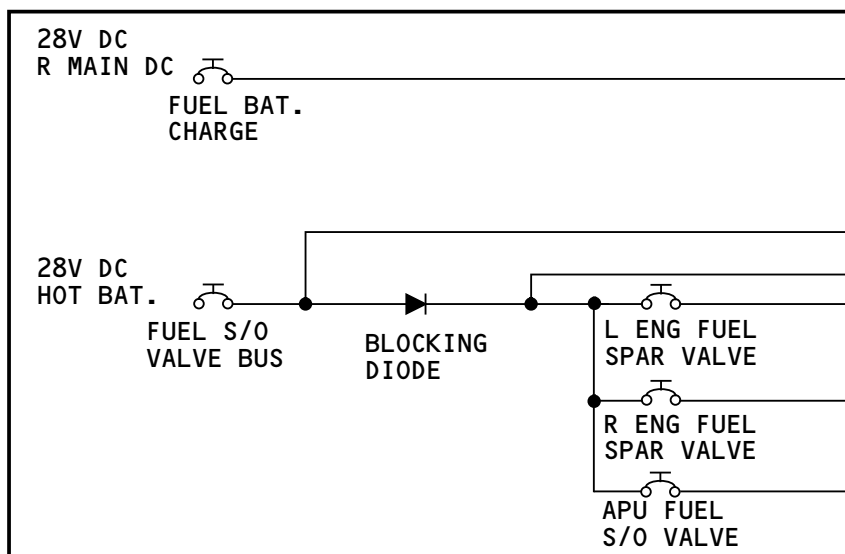 28V DC
R MAIN DC
FUEL BAT.
CHARGE
28V DC
HOT BAT.
FUEL S/O
VALVE BUS
BLOCKING
DIODE
L ENG FUEL
SPAR VALVE
R ENG FUEL
SPAR VALVE
APU FUEL
S/O VALVE